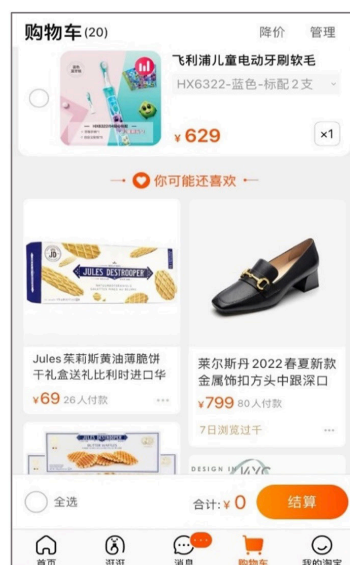 购物车(20)
降价
管理
飞利浦儿童电动牙刷软毛
HX6322-蓝色-标配2支
¥629
×1
你可能还喜欢
JULES DESTROOPER
Jules茱莉斯黄油薄脆饼
干礼盒送礼比利时进口华
¥69 26人付款
莱尔斯丹2022春夏新款
金属饰扣方头中跟深口
¥799 80人付款
7日浏览过千
JULES DESTROOPER
DESIGN IN
全选
合计:¥0
结算
首页
逛逛
消息
购物车
我的淘宝